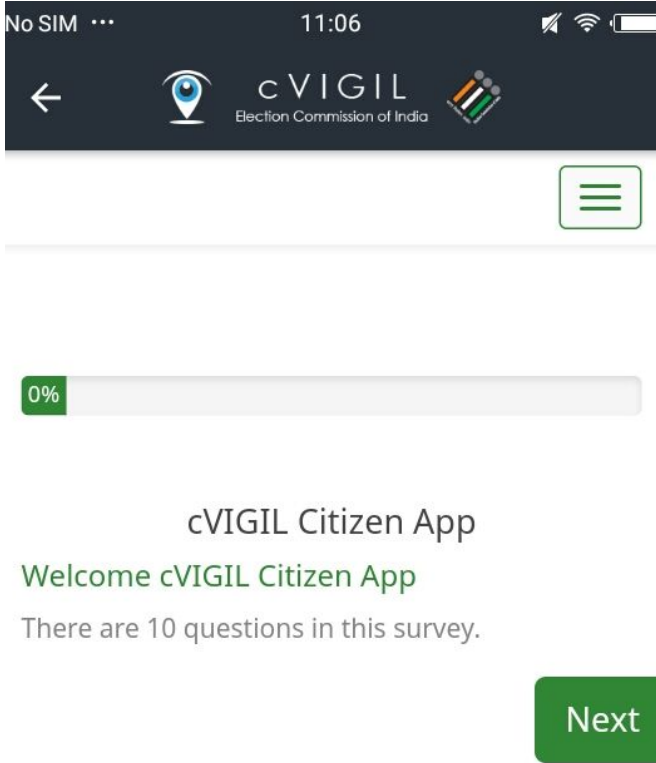 No SIM ... 11:06
cVIGIL
Election Commission of India
0%
cVIGIL Citizen App
Welcome cVIGIL Citizen App
There are 10 questions in this survey.
Next